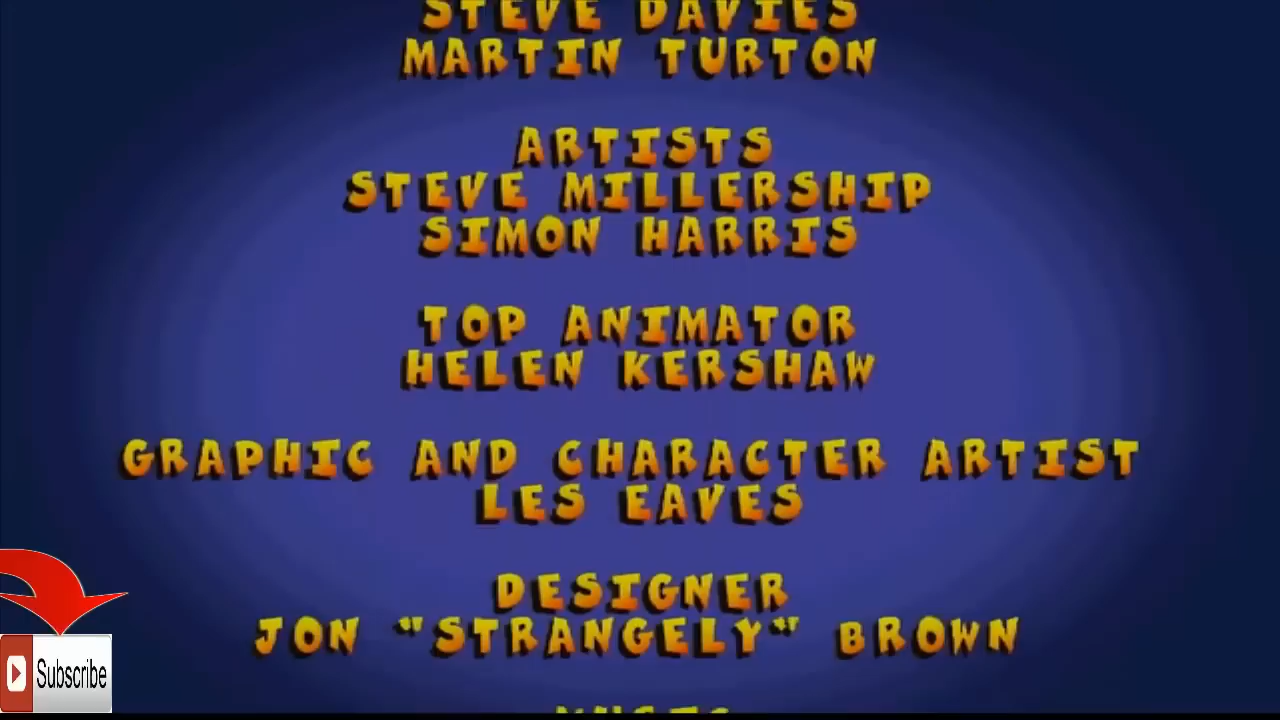 STEVE DAVIES
MARTIN TURTON
ARTISTS
STEVE MILLERSHIP
SIMON HARRIS
TOP ANIMATOR
HELEN KERSHAW
GRAPHIC AND CHARACTER ARTIST
LES EAVES
DESIGNER
JON "STRANGELY" BROWN
Subscribe